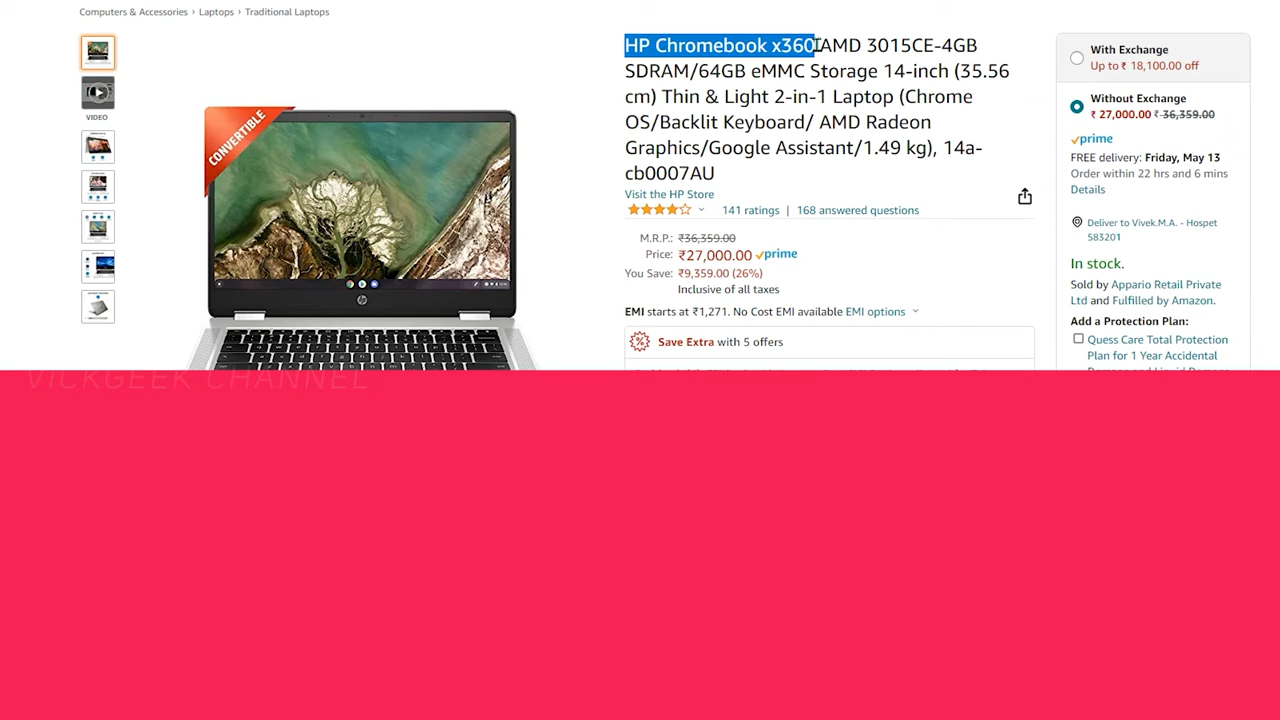 Computers & Accessories › Laptops › Traditional Laptops
VIDEO
CONVERTIBLE
hp
HP Chromebook x360 AMD 3015CE-4GB
SDRAM/64GB eMMC Storage 14-inch (35.56
cm) Thin & Light 2-in-1 Laptop (Chrome
OS/Backlit Keyboard/ AMD Radeon
Graphics/Google Assistant/1.49 kg), 14a-
cb0007AU
Visit the HP Store
141 ratings | 168 answered questions
M.R.P.: ₹36,359.00
Price: ₹27,000.00 prime
You Save: ₹9,359.00 (26%)
Inclusive of all taxes
EMI starts at ₹1,271. No Cost EMI available EMI options
Save Extra with 5 offers
With Exchange
Up to ₹ 18,100.00 off
Without Exchange
₹ 27,000.00 ₹ 36,359.00
prime
FREE delivery: Friday, May 13
Order within 22 hrs and 6 mins
Details
Deliver to Vivek.M.A. - Hospet
583201
In stock.
Sold by Appario Retail Private
Ltd and Fulfilled by Amazon.
Add a Protection Plan:
Quess Care Total Protection
Plan for 1 Year Accidental
VICKGEEK CHANNEL